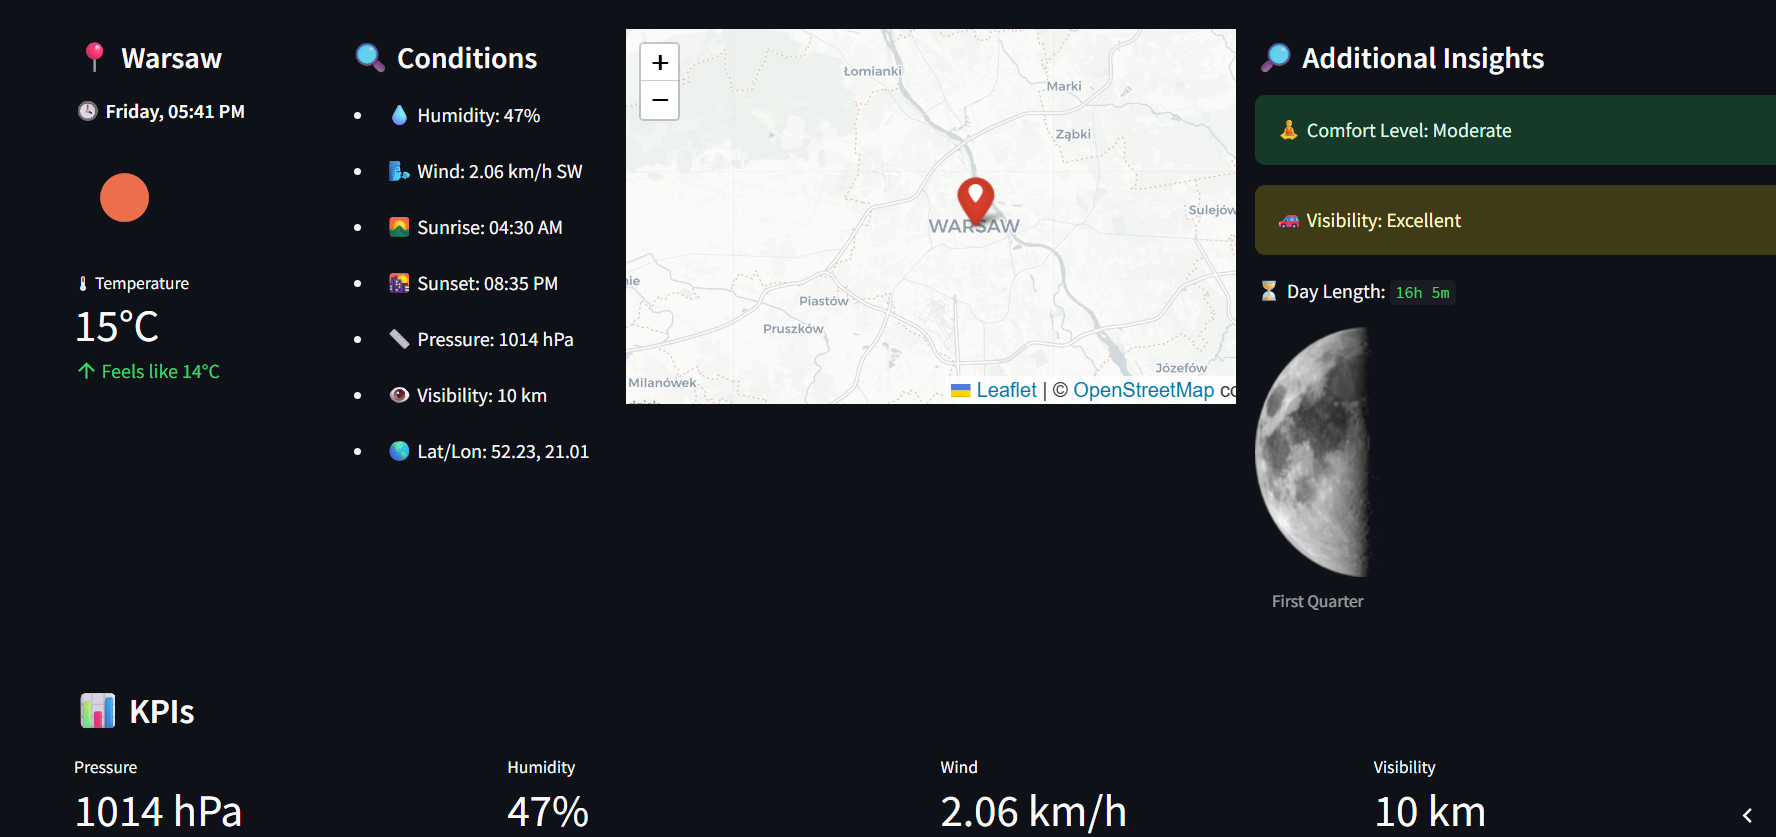 Warsaw
Friday, 05:41 PM
Temperature
15°C
Feels like 14°C
Conditions
Humidity: 47%
Wind: 2.06 km/h SW
Sunrise: 04:30 AM
Sunset: 08:35 PM
Pressure: 1014 hPa
Visibility: 10 km
Lat/Lon: 52.23, 21.01
+
−
Łomianki
Marki
Ząbki
WARSAW
Sulejów
nie
Piastów
Pruszków
Józefów
Milanówek
Leaflet | © OpenStreetMap co
Additional Insights
Comfort Level: Moderate
Visibility: Excellent
Day Length: 16h 5m
First Quarter
KPIs
Pressure
1014 hPa
Humidity
47%
Wind
2.06 km/h
Visibility
10 km